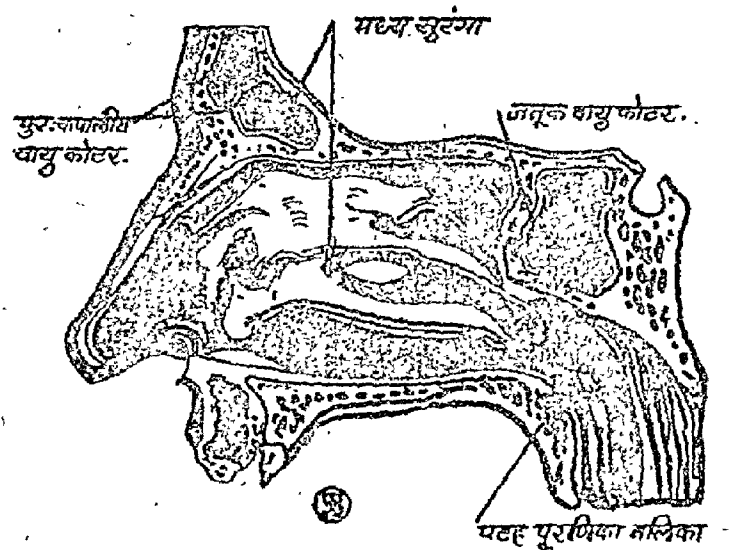 मध्य सुरंगा
पुर:कपालीय
वायु कोटर.
जतूक वायु कोटर.
पटह पूरणिका नलिका